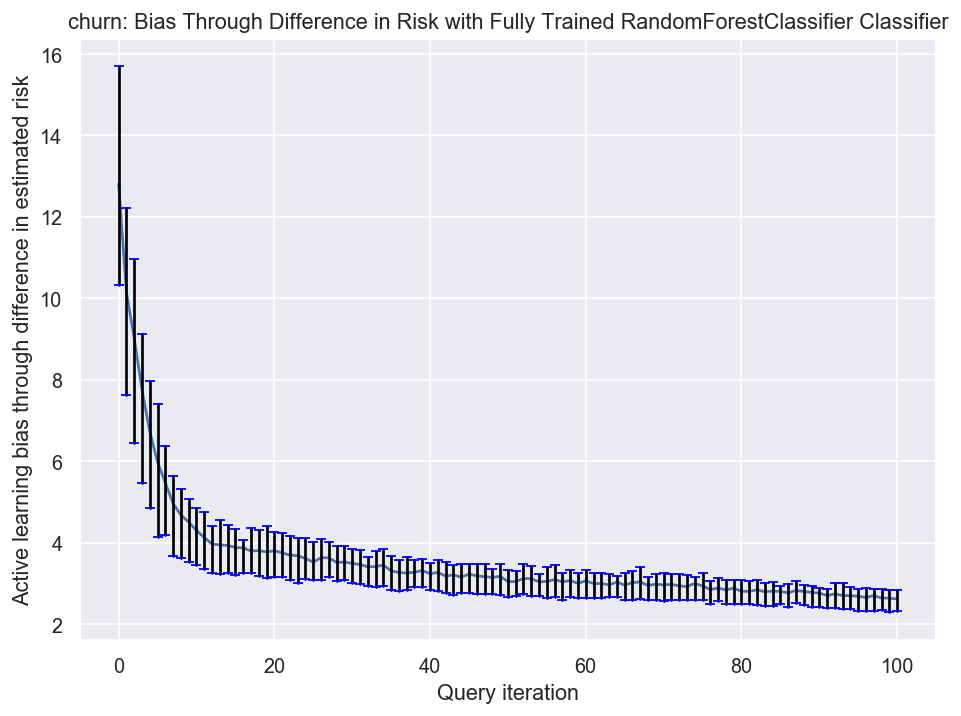 churn: Bias Through Difference in Risk with Fully Trained RandomForestClassifier Classifier
Active learning bias through difference in estimated risk
16
14
12
10
8
6
4
2
0 20 40 60 80 100
Query iteration